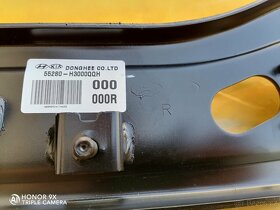 DONGHEE CO.LTD
55280-H3000QQH
000
000R
R
HONOR 9X
TRIPLE CAMERA